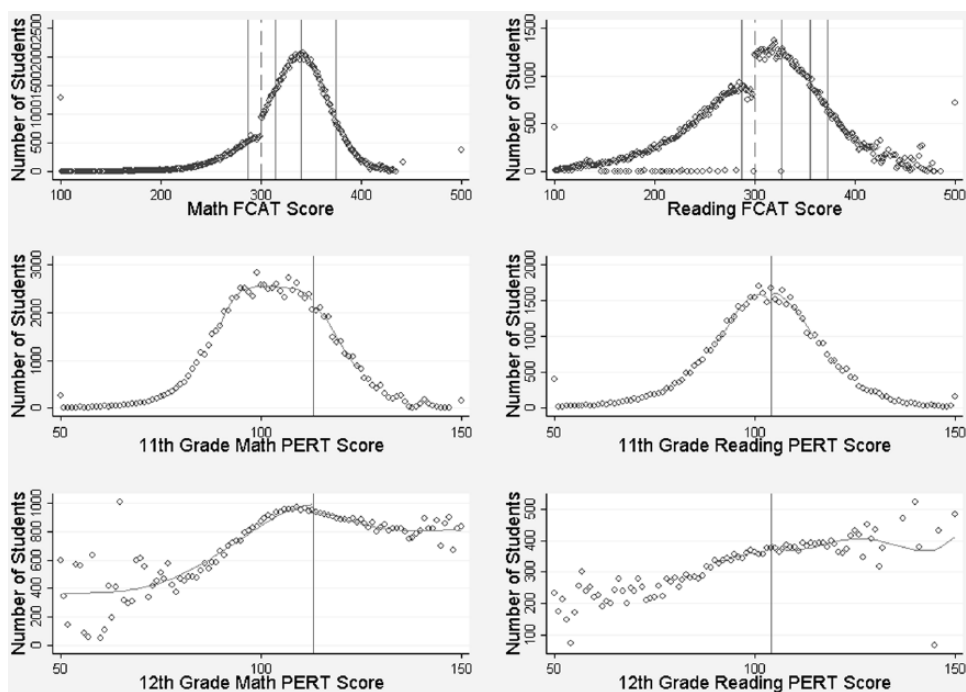 Number of Students
0 500 1000 1500 2000 2500
100 200 300 400 500
Math FCAT Score
Number of Students
0 500 1000 1500
100 200 300 400 500
Reading FCAT Score
Number of Students
0 1000 2000 3000
50 100 150
11th Grade Math PERT Score
Number of Students
0 500 1000 1500 2000
50 100 150
11th Grade Reading PERT Score
Number of Students
0 200 400 600 800 1000
50 100 150
12th Grade Math PERT Score
Number of Students
100 200 300 400 500
50 100 150
12th Grade Reading PERT Score